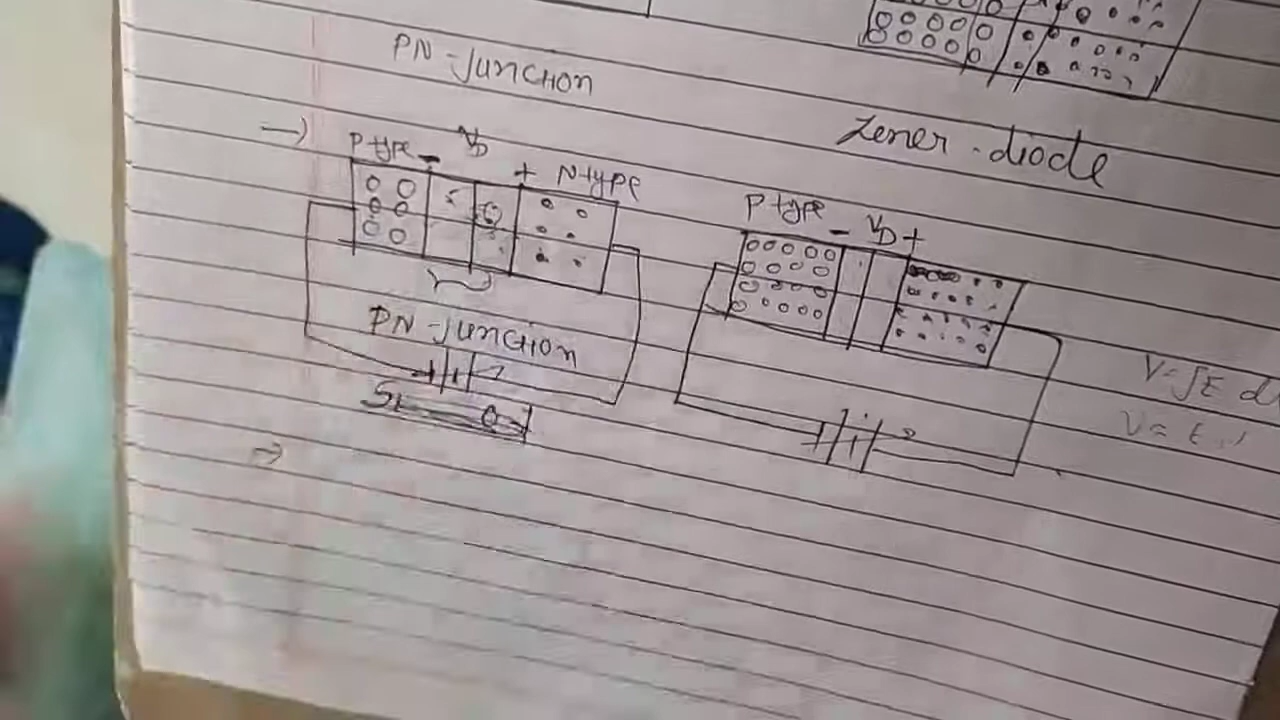 PN-Junction
Zener-diode
P type - VD + N type
P type - VD +
PN-Junction
V=∫E d
Si